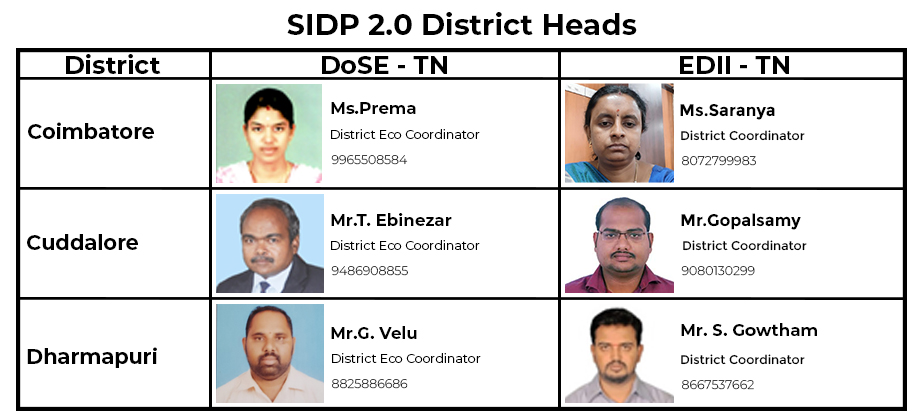 SIDP 2.0 District Heads
District DoSE - TN EDII - TN
Coimbatore
Ms.Prema
District Eco Coordinator
9965508584
Ms.Saranya
District Coordinator
8072799983
Cuddalore
Mr.T. Ebinezar
District Eco Coordinator
9486908855
Mr.Gopalsamy
District Coordinator
9080130299
Dharmapuri
Mr.G. Velu
District Eco Coordinator
8825886686
Mr. S. Gowtham
District Coordinator
8667537662